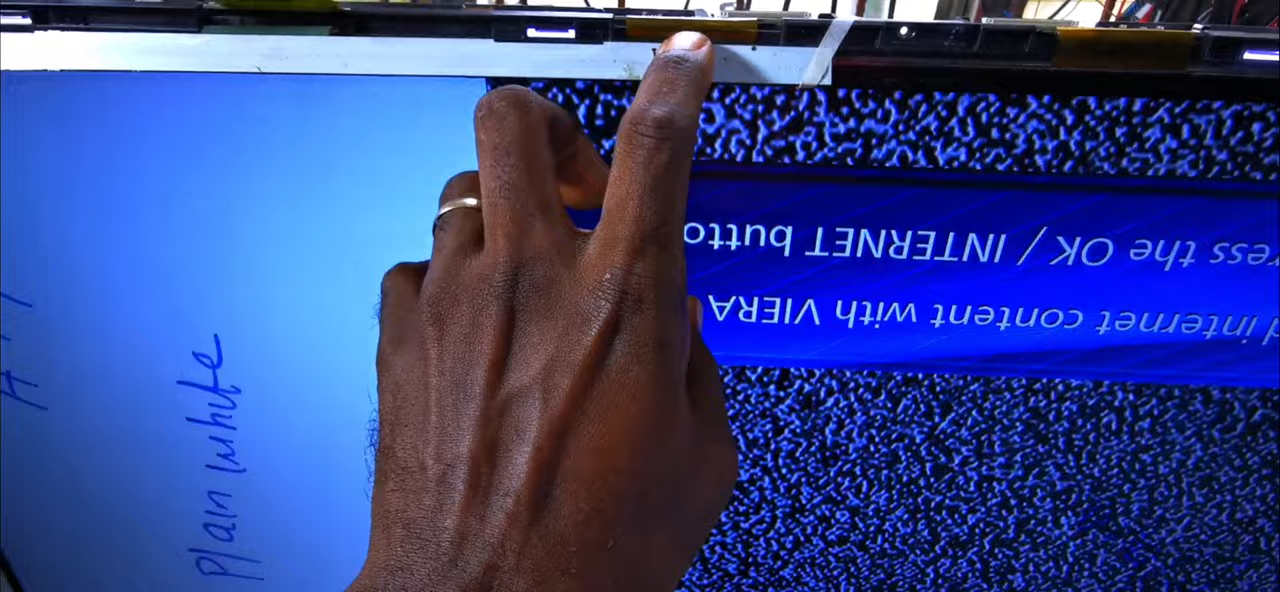 d internet content with VIERA
ress the OK / INTERNET butto
Plain white